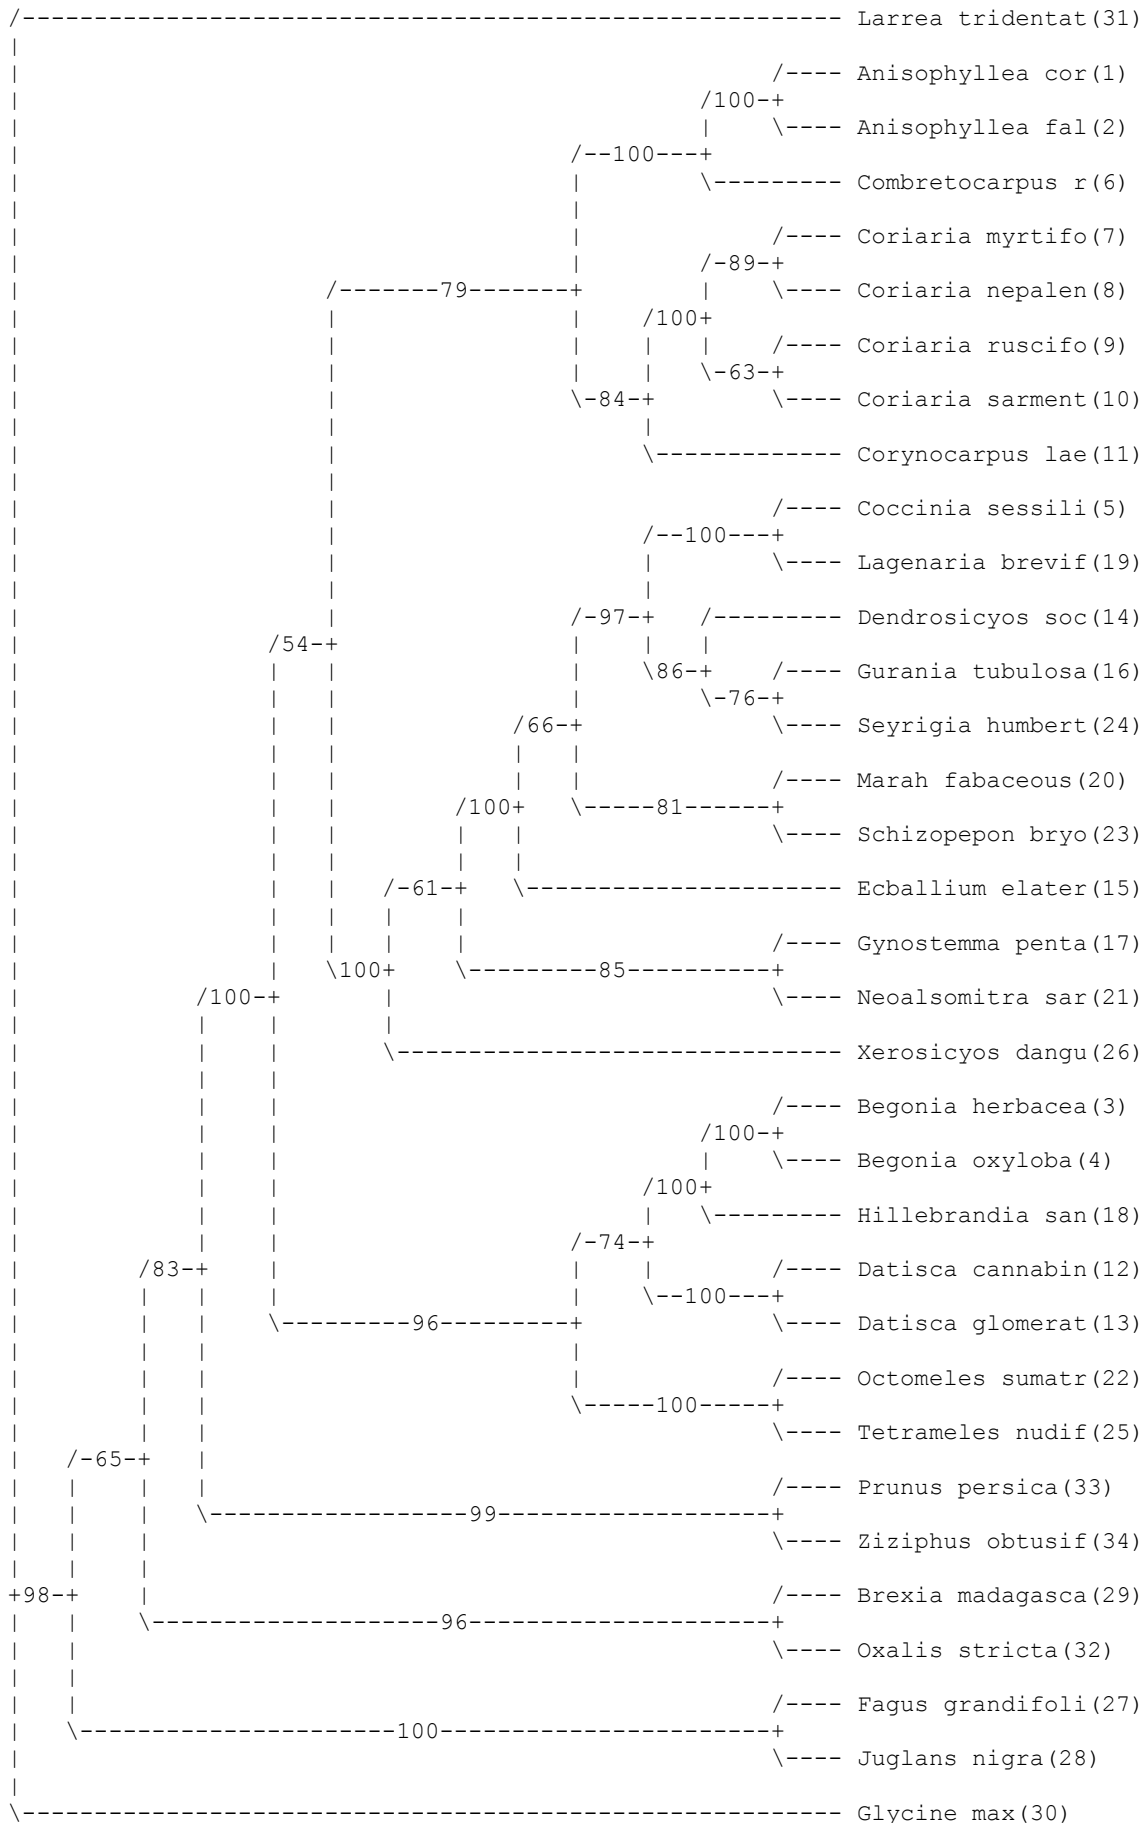 Larrea tridentat(31)
Anisophyllea cor(1)
100
Anisophyllea fal(2)
100
Combretocarpus r(6)
Coriaria myrtifo(7)
89
79 Coriaria nepalen(8)
100
Coriaria ruscifo(9)
63
84 Coriaria sarment(10)
Corynocarpus lae(11)
Coccinia sessili(5)
100
Lagenaria brevif(19)
97 Dendrosicyos soc(14)
54
86 Gurania tubulosa(16)
76
66 Seyrigia humbert(24)
Marah fabaceous(20)
100 81
Schizopepon bryo(23)
61 Ecballium elater(15)
Gynostemma penta(17)
100 85
100 Neoalsomitra sar(21)
Xerosicyos dangu(26)
Begonia herbacea(3)
100
Begonia oxyloba(4)
100
Hillebrandia san(18)
74
83 Datisca cannabin(12)
100
96 Datisca glomerat(13)
Octomeles sumatr(22)
100
Tetrameles nudif(25)
65
Prunus persica(33)
99
Ziziphus obtusif(34)
98 Brexia madagasca(29)
96
Oxalis stricta(32)
Fagus grandifoli(27)
100
Juglans nigra(28)
Glycine max(30)